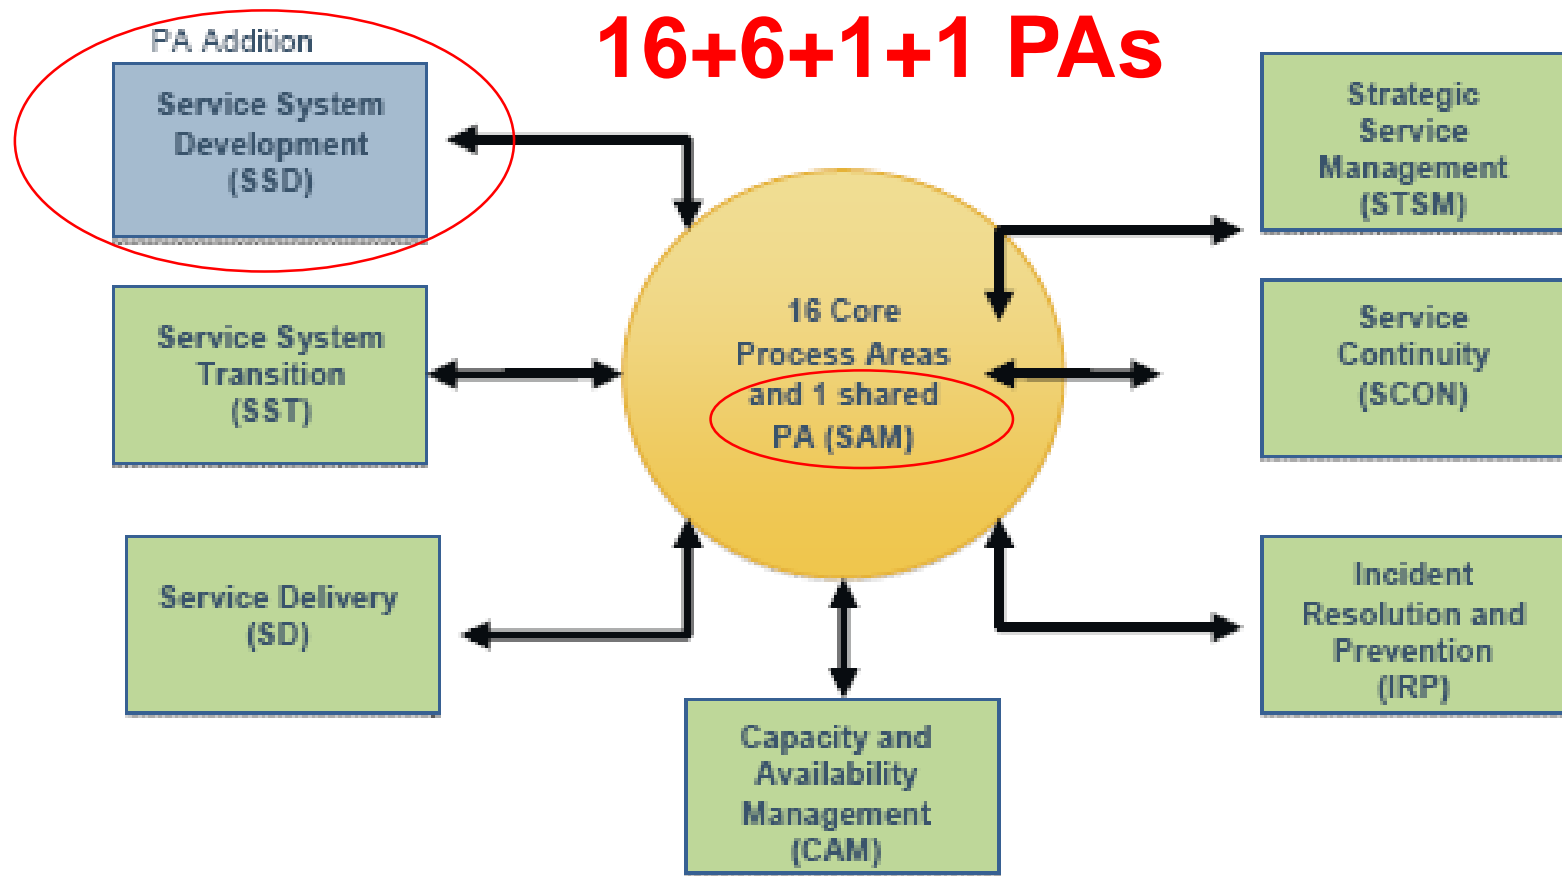 16+6+1+1 PAs
PA Addition
Service System
Development
(SSD)
Strategic
Service
Management
(STSM)
Service System
Transition
(SST)
16 Core
Process Areas
and 1 shared
PA (SAM)
Service
Continuity
(SCON)
Service Delivery
(SD)
Incident
Resolution and
Prevention
(IRP)
Capacity and
Availability
Management
(CAM)